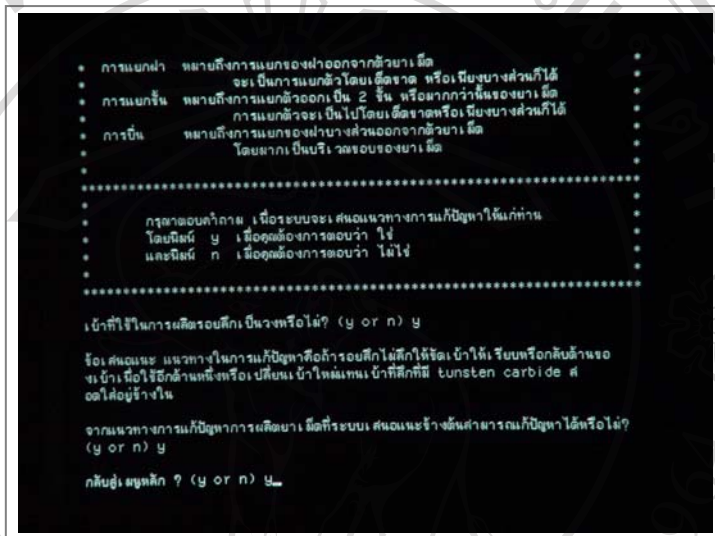 * การแยกฝา หมายถึงการแยกของฝาออกจากตัวยาเม็ด *
* จะเป็นการแยกตัวโดยเด็ดขาด หรือเพียงบางส่วนก็ได้ *
* การแยกชั้น หมายถึงการแยกตัวออกเป็น 2 ชั้น หรือมากกว่านั้นของยาเม็ด *
* การแยกตัวจะเป็นไปโดยเด็ดขาดหรือเพียงบางส่วนก็ได้ *
* การบิ่น หมายถึงการแยกของฝาบางส่วนออกจากตัวยาเม็ด *
* โดยมากเป็นบริเวณขอบของยาเม็ด *
* กรุณาตอบคำถาม เพื่อระบบจะเสนอแนวทางการแก้ปัญหาให้แก่ท่าน *
* โดยพิมพ์ y เมื่อคุณต้องการตอบว่า ใช่ *
* และพิมพ์ n เมื่อคุณต้องการตอบว่า ไม่ใช่ *
เบ้าที่ใช้ในการผลิตรอยสึกเป็นวงหรือไม่? (y or n) y
ข้อเสนอแนะ แนวทางในการแก้ปัญหาคือถ้ารอยสึกไม่ลึกให้ขัดเบ้าให้เรียบหรือกลับด้านขอ
งเบ้าเพื่อใช้อีกด้านหนึ่งหรือเปลี่ยนเบ้าใหม่แทนเบ้าที่สึกที่มี tunsten carbide ส
อดใส่อยู่ข้างใน
จากแนวทางการแก้ปัญหาการผลิตยาเม็ดที่ระบบเสนอแนะข้างต้นสามารถแก้ปัญหาได้หรือไม่?
(y or n) y
กลับสู่เมนูหลัก ? (y or n) y_